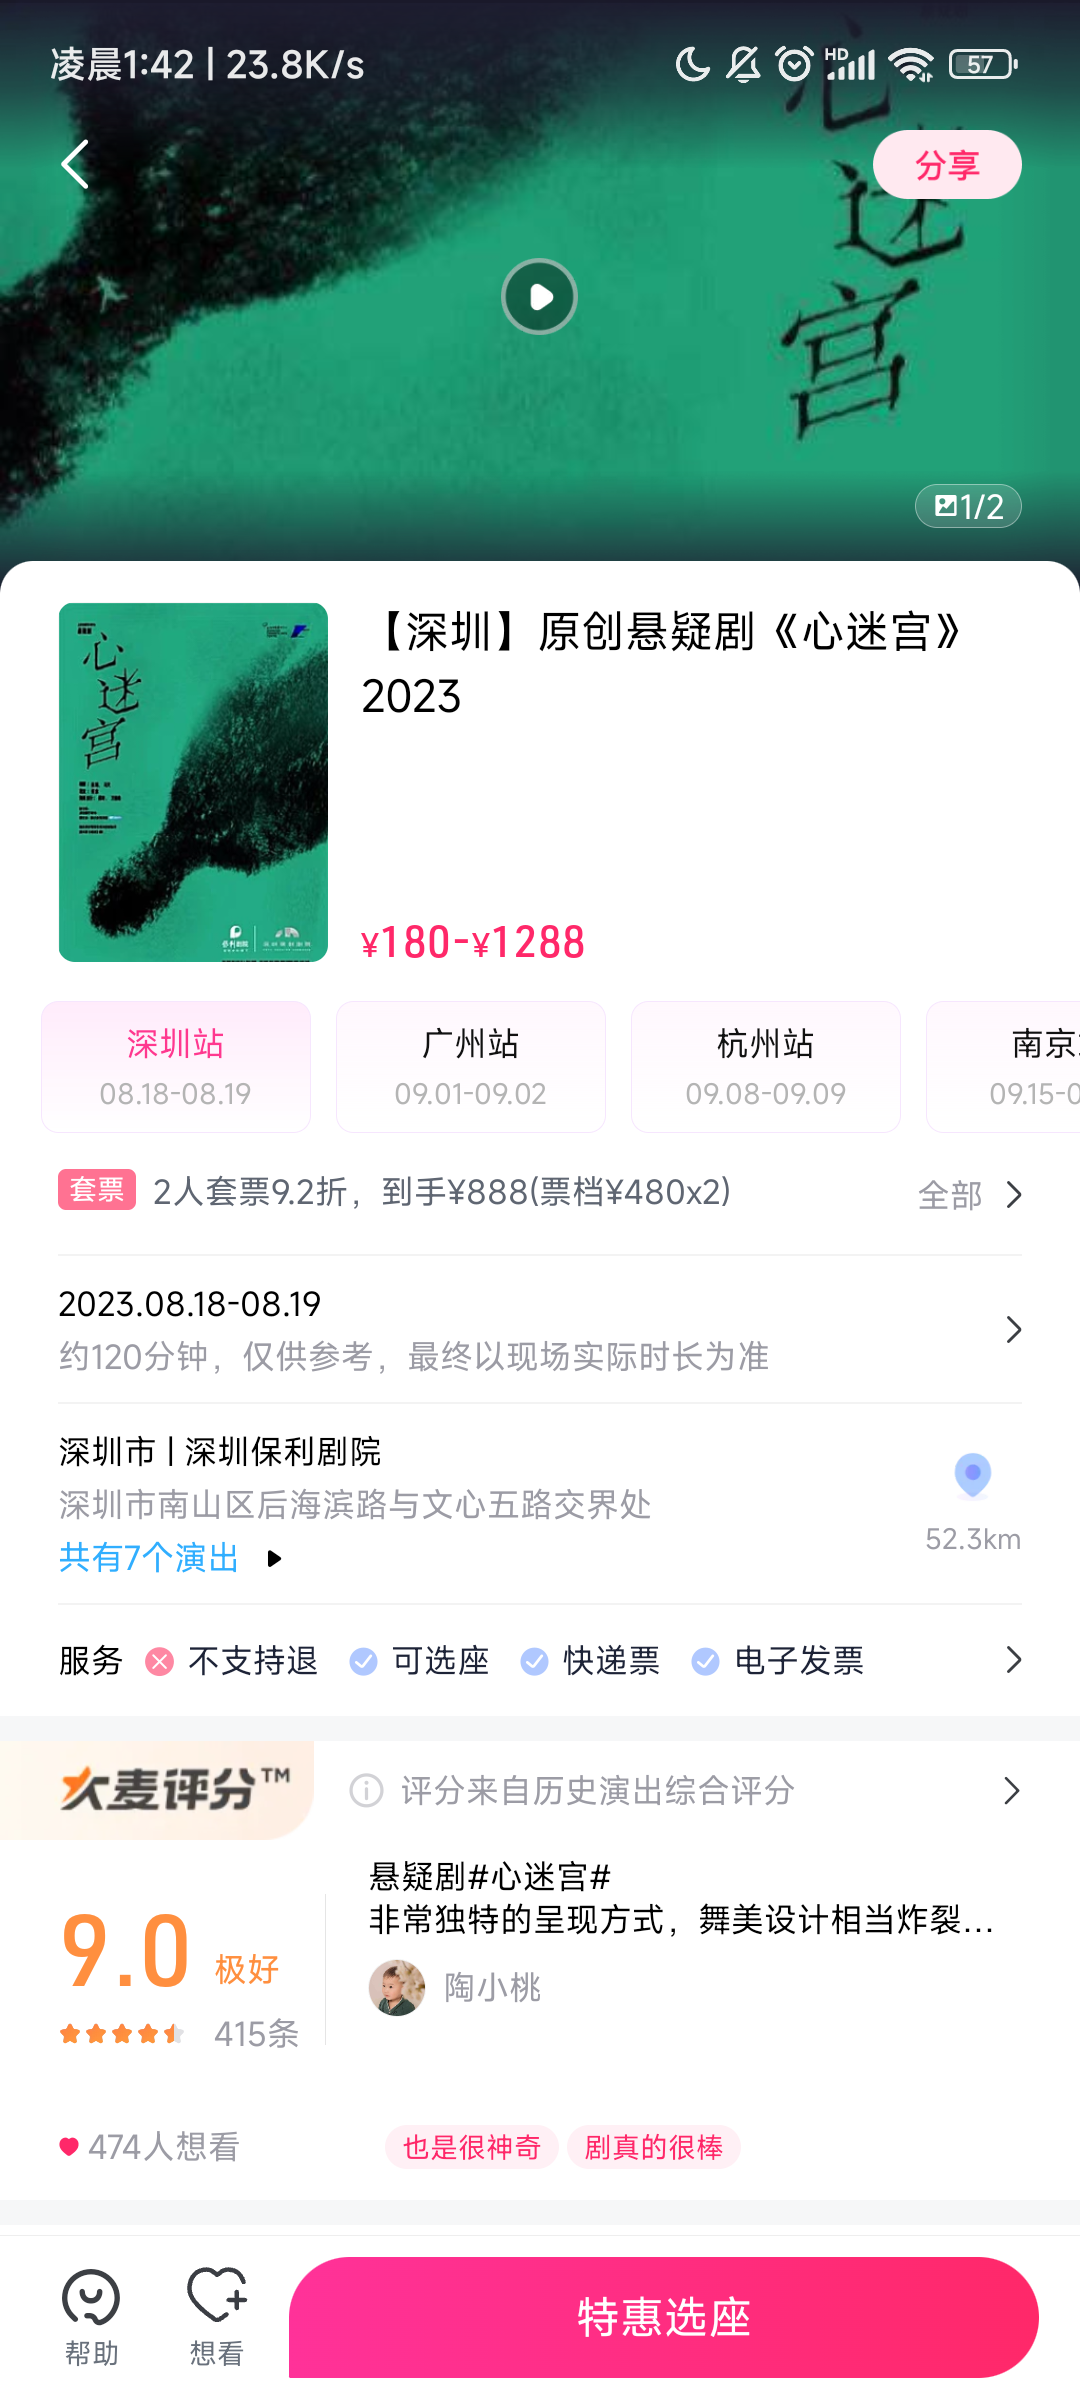 凌晨1:42 | 23.8K/s
HD
57
分享
心迷宫
1/2
心迷宫
保利剧院
【深圳】原创悬疑剧《心迷宫》
2023
¥180-¥1288
深圳站
08.18-08.19
广州站
09.01-09.02
杭州站
09.08-09.09
南京
09.15-0
套票 2人套票9.2折，到手¥888(票档¥480x2)
全部
2023.08.18-08.19
约120分钟，仅供参考，最终以现场实际时长为准
深圳市 | 深圳保利剧院
深圳市南山区后海滨路与文心五路交界处
共有7个演出
52.3km
服务 不支持退 可选座 快递票 电子发票
大麦评分™
评分来自历史演出综合评分
悬疑剧#心迷宫#
非常独特的呈现方式，舞美设计相当炸裂...
陶小桃
9.0 极好
415条
474人想看
也是很神奇 剧真的很棒
帮助
想看
特惠选座